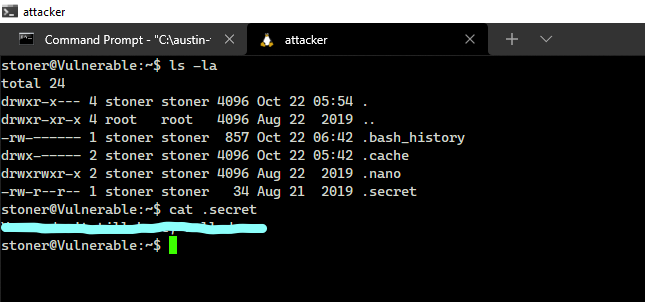 attacker
Command Prompt - "C:\austin-
attacker
stoner@Vulnerable:~$ ls -la
total 24
drwxr-x--- 4 stoner stoner 4096 Oct 22 05:54 .
drwxr-xr-x 4 root   root   4096 Aug 22  2019 ..
-rw------- 1 stoner stoner  857 Oct 22 06:42 .bash_history
drwx------ 2 stoner stoner 4096 Oct 22 05:42 .cache
drwxrwxr-x 2 stoner stoner 4096 Aug 22  2019 .nano
-rw-r--r-- 1 stoner stoner   34 Aug 21  2019 .secret
stoner@Vulnerable:~$ cat .secret
stoner@Vulnerable:~$